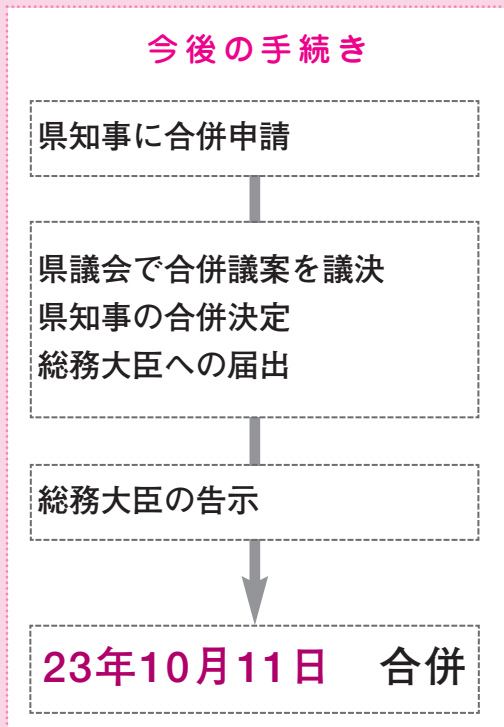 今後の手続き
県知事に合併申請
県議会で合併議案を議決
県知事の合併決定
総務大臣への届出
総務大臣の告示
23年10月11日　合併